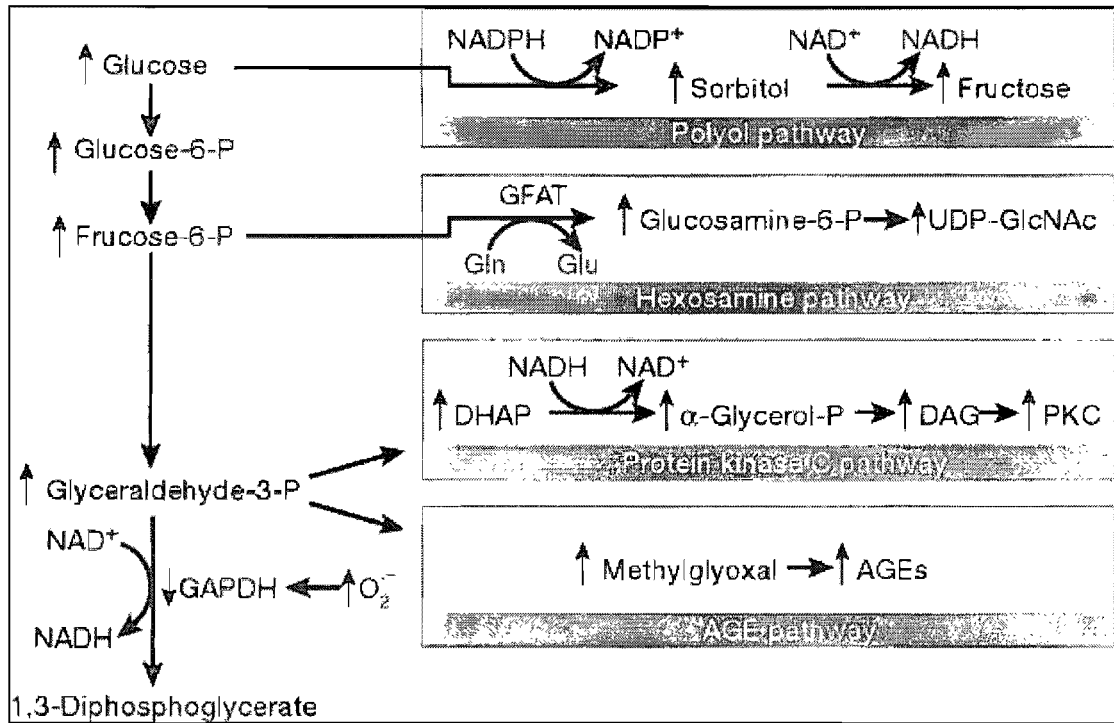 ↑ Glucose
↑ Glucose-6-P
↑ Frucose-6-P
↑ Glyceraldehyde-3-P
NAD⁺
↓ GAPDH ← ↑ O₂⁻
NADH
1,3-Diphosphoglycerate
NADPH NADP⁺ NAD⁺ NADH
↑ Sorbitol → ↑ Fructose
Polyol pathway
GFAT
↑ Glucosamine-6-P → ↑ UDP-GlcNAc
Gln Glu
Hexosamine pathway
NADH NAD⁺
↑ DHAP → ↑ α-Glycerol-P → ↑ DAG → ↑ PKC
Protein kinase C pathway
↑ Methylglyoxal → ↑ AGEs
AGE pathway